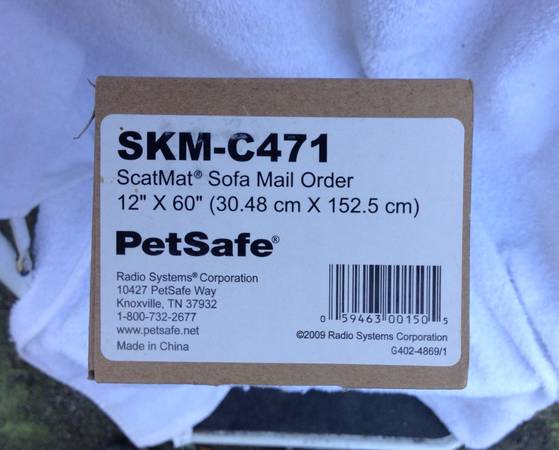 SKM-C471
ScatMat® Sofa Mail Order
12" X 60" (30.48 cm X 152.5 cm)
PetSafe®
Radio Systems® Corporation
10427 PetSafe Way
Knoxville, TN 37932
1-800-732-2677
www.petsafe.net
Made in China
0 59463 00150 5
©2009 Radio Systems Corporation
G402-4869/1